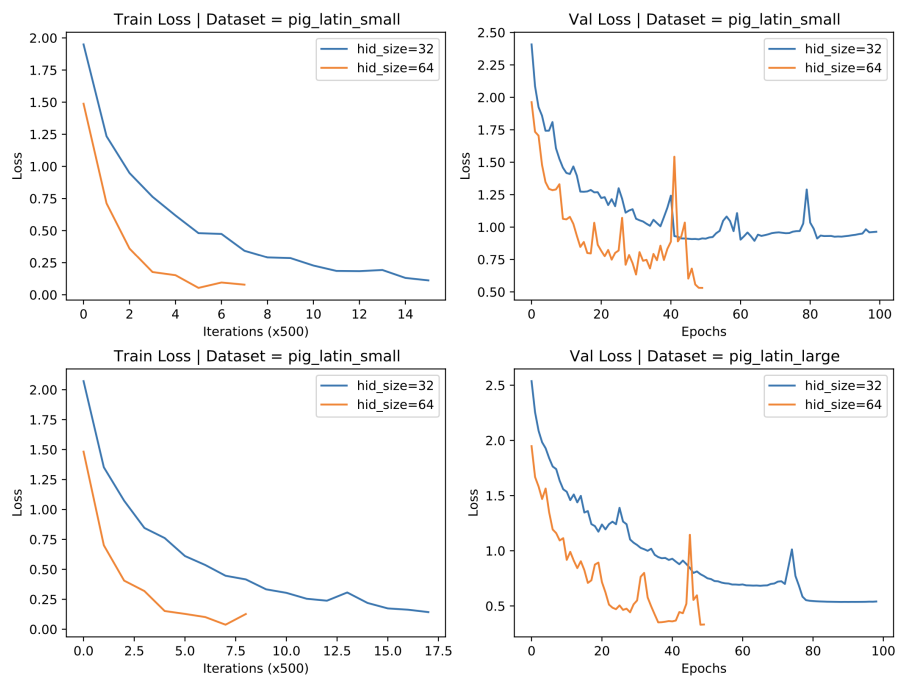 Train Loss | Dataset = pig_latin_small
Val Loss | Dataset = pig_latin_small
hid_size=32
hid_size=64
hid_size=32
hid_size=64
Loss
2.00
1.75
1.50
1.25
1.00
0.75
0.50
0.25
0.00
0 2 4 6 8 10 12 14
Iterations (x500)
Loss
2.50
2.25
2.00
1.75
1.50
1.25
1.00
0.75
0.50
0 20 40 60 80 100
Epochs
Train Loss | Dataset = pig_latin_small
Val Loss | Dataset = pig_latin_large
hid_size=32
hid_size=64
hid_size=32
hid_size=64
Loss
2.00
1.75
1.50
1.25
1.00
0.75
0.50
0.25
0.00
0.0 2.5 5.0 7.5 10.0 12.5 15.0 17.5
Iterations (x500)
Loss
2.5
2.0
1.5
1.0
0.5
0 20 40 60 80 100
Epochs